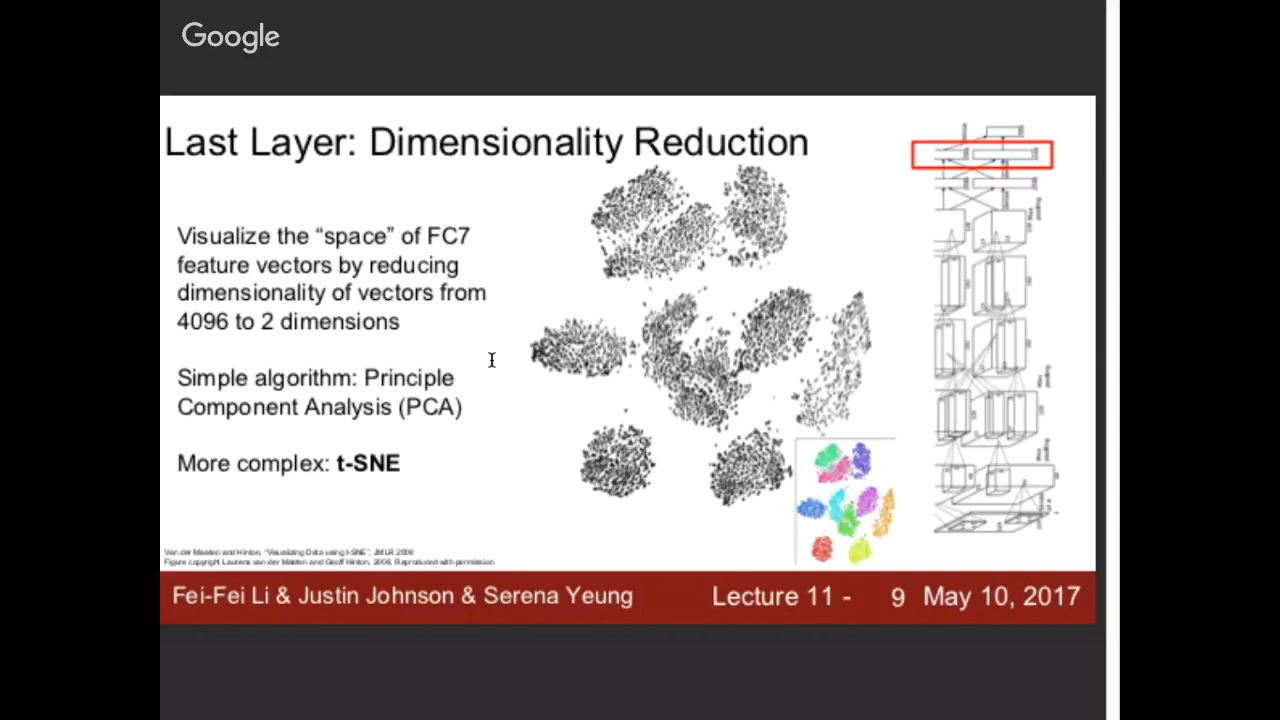 Google
Last Layer: Dimensionality Reduction
Visualize the “space” of FC7
feature vectors by reducing
dimensionality of vectors from
4096 to 2 dimensions
Simple algorithm: Principle
Component Analysis (PCA)
More complex: t-SNE
Van der Maaten and Hinton, “Visualizing Data using t-SNE”, JMLR 2008
Figure copyright Laurens van der Maaten and Geoff Hinton, 2008. Reproduced with permission.
Fei-Fei Li & Justin Johnson & Serena Yeung
Lecture 11 - 9 May 10, 2017